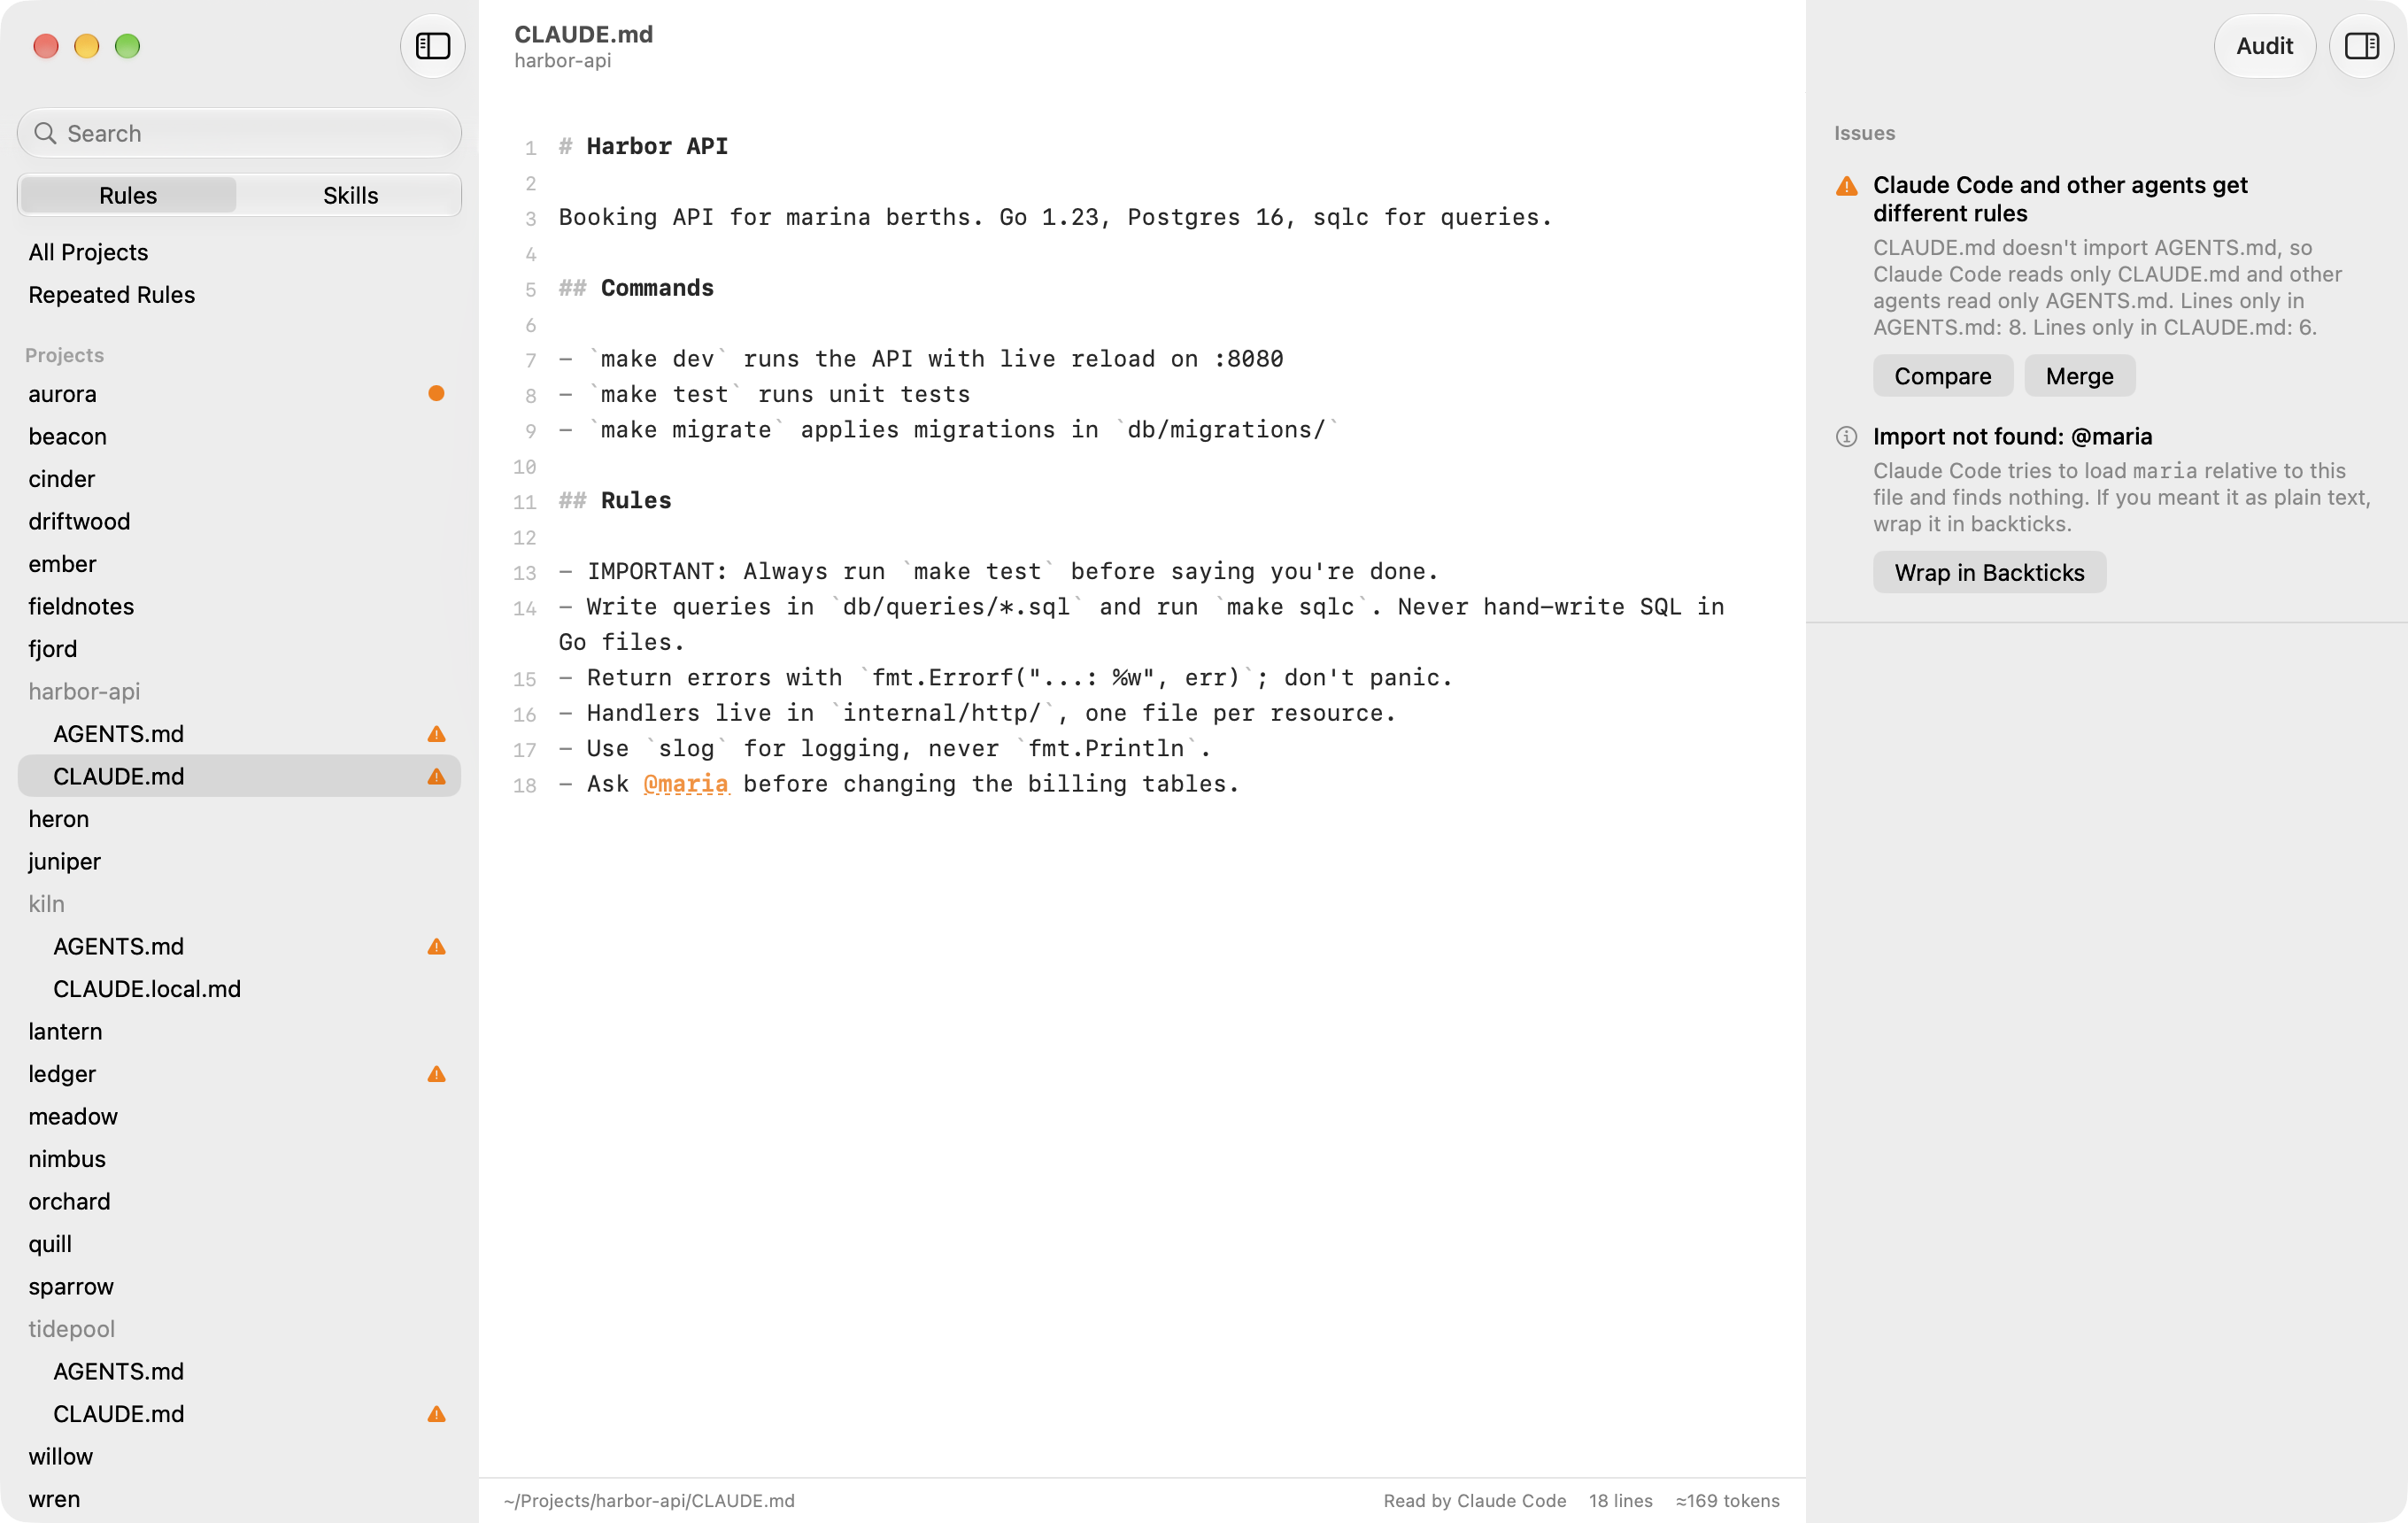 Search
Rules
Skills
All Projects
Repeated Rules
Projects
aurora
beacon
cinder
driftwood
ember
fieldnotes
fjord
harbor-api
AGENTS.md
CLAUDE.md
heron
juniper
kiln
AGENTS.md
CLAUDE.local.md
lantern
ledger
meadow
nimbus
orchard
quill
sparrow
tidepool
AGENTS.md
CLAUDE.md
willow
wren
CLAUDE.md
harbor-api
1 # Harbor API
2
3 Booking API for marina berths. Go 1.23, Postgres 16, sqlc for queries.
4
5 ## Commands
6
7 - `make dev` runs the API with live reload on :8080
8 - `make test` runs unit tests
9 - `make migrate` applies migrations in `db/migrations/`
10
11 ## Rules
12
13 - IMPORTANT: Always run `make test` before saying you're done.
14 - Write queries in `db/queries/*.sql` and run `make sqlc`. Never hand-write SQL in
Go files.
15 - Return errors with `fmt.Errorf("...: %w", err)`; don't panic.
16 - Handlers live in `internal/http/`, one file per resource.
17 - Use `slog` for logging, never `fmt.Println`.
18 - Ask @maria before changing the billing tables.
~/Projects/harbor-api/CLAUDE.md
Read by Claude Code
18 lines
≈169 tokens
Audit
Issues
Claude Code and other agents get
different rules
CLAUDE.md doesn't import AGENTS.md, so
Claude Code reads only CLAUDE.md and other
agents read only AGENTS.md. Lines only in
AGENTS.md: 8. Lines only in CLAUDE.md: 6.
Compare
Merge
Import not found: @maria
Claude Code tries to load maria relative to this
file and finds nothing. If you meant it as plain text,
wrap it in backticks.
Wrap in Backticks